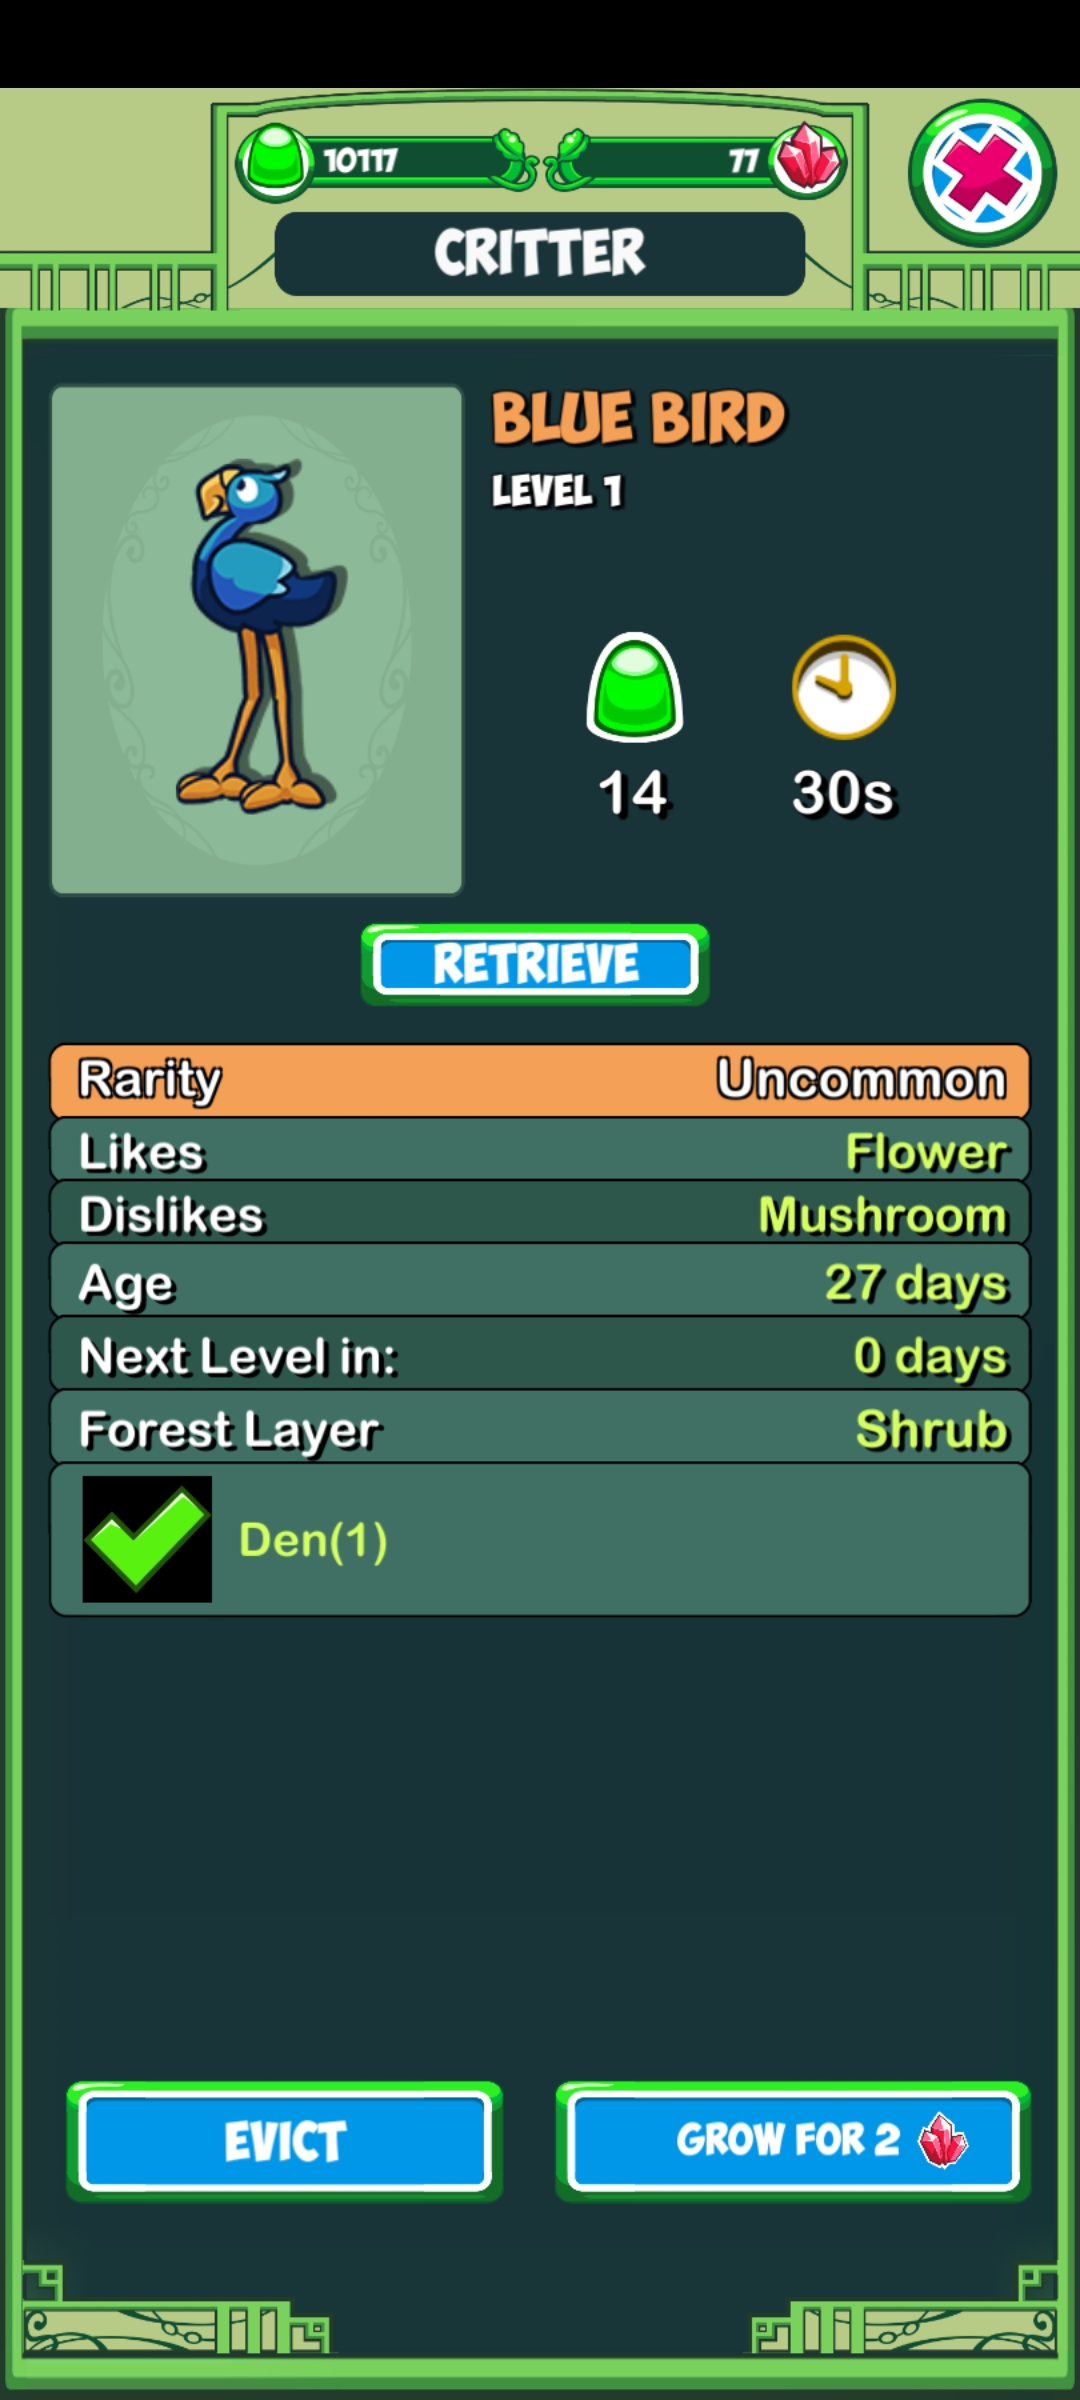 10117
77
CRITTER
BLUE BIRD
LEVEL 1
14
30s
RETRIEVE
Rarity Uncommon
Likes Flower
Dislikes Mushroom
Age 27 days
Next Level in: 0 days
Forest Layer Shrub
Den(1)
EVICT
GROW FOR 2